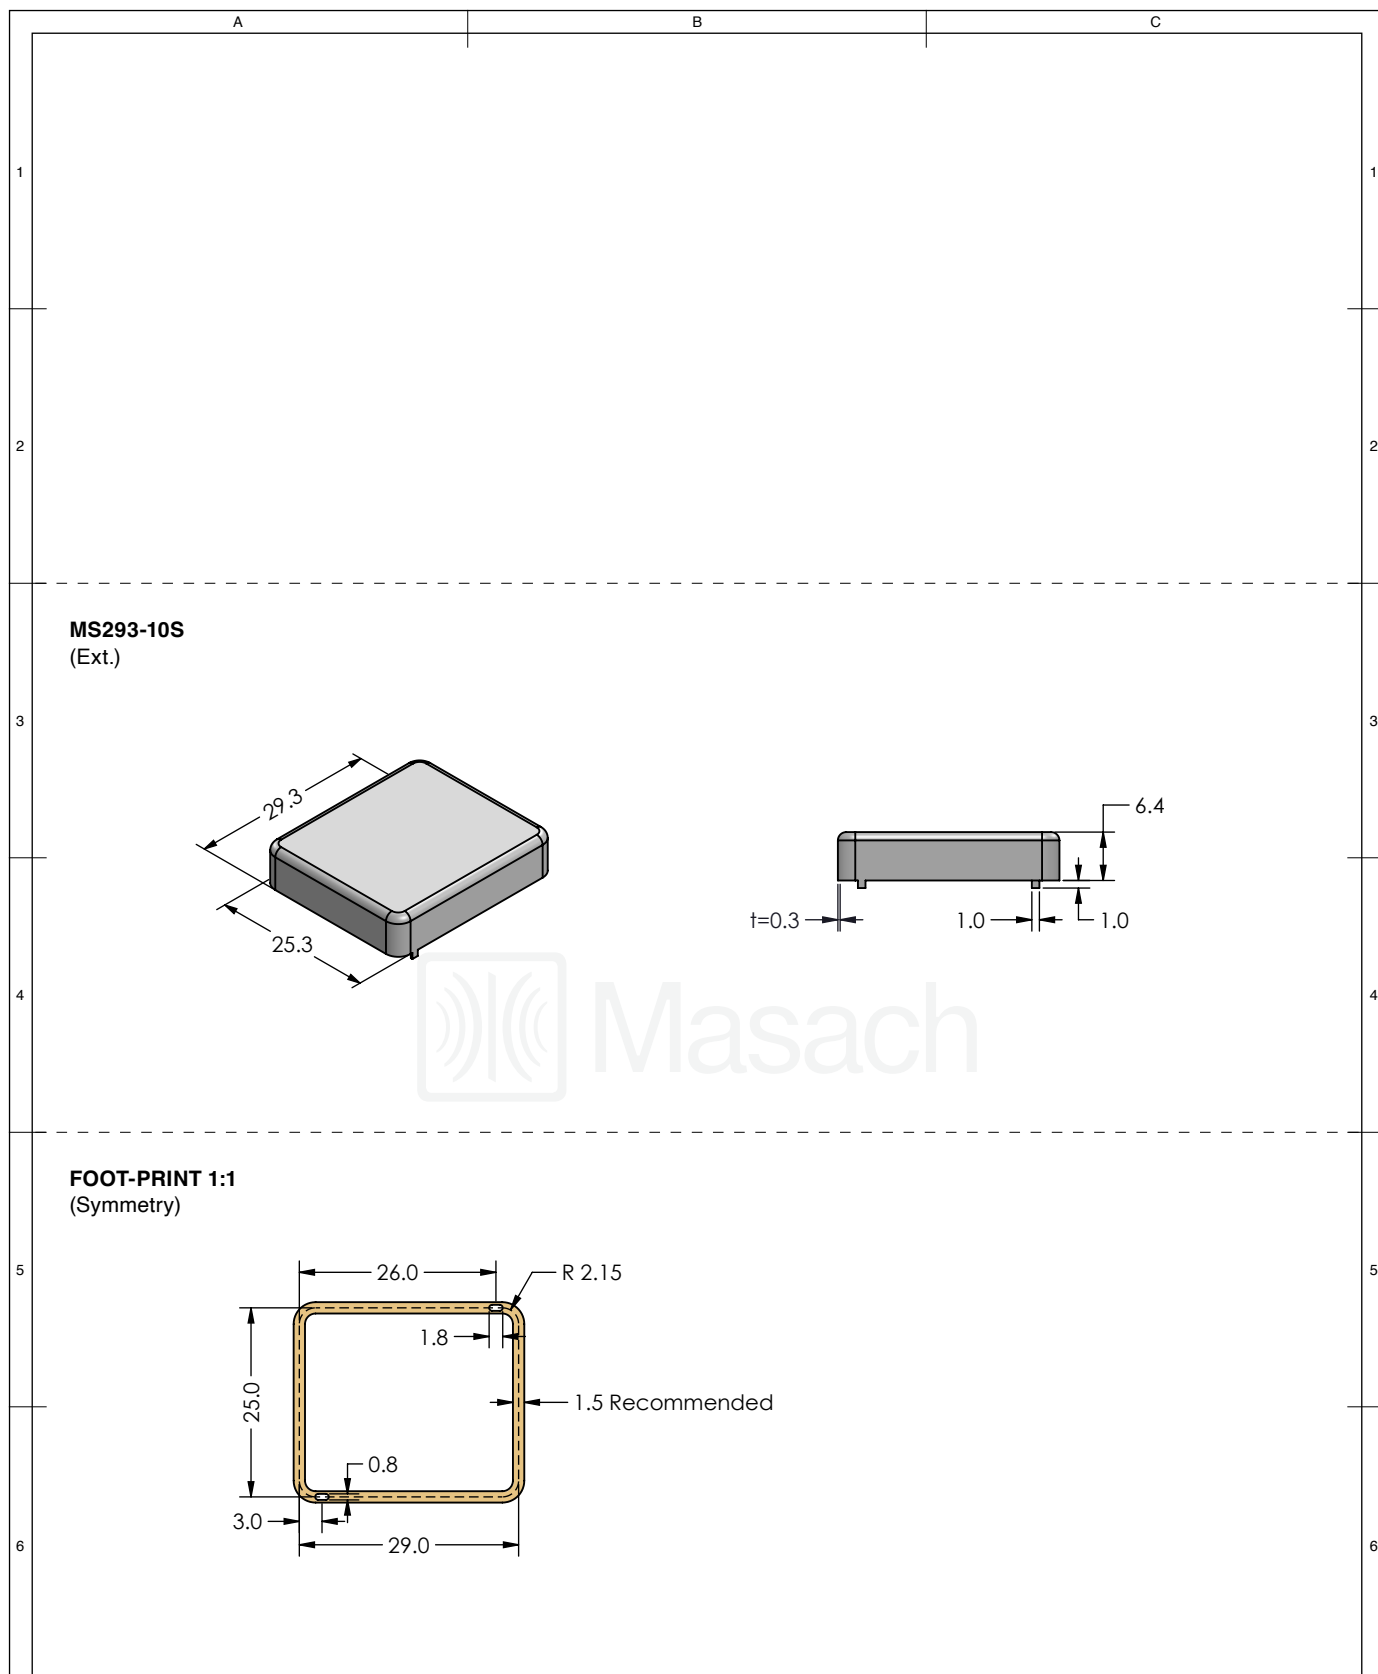 A B C
1 1
2 2
MS293-10S
(Ext.)
3 3
29.3
6.4
25.3
t=0.3 1.0 1.0
Masach
4 4
FOOT-PRINT 1:1
(Symmetry)
5 5
26.0 R 2.15
1.8
25.0
1.5 Recommended
0.8
3.0
29.0
6 6